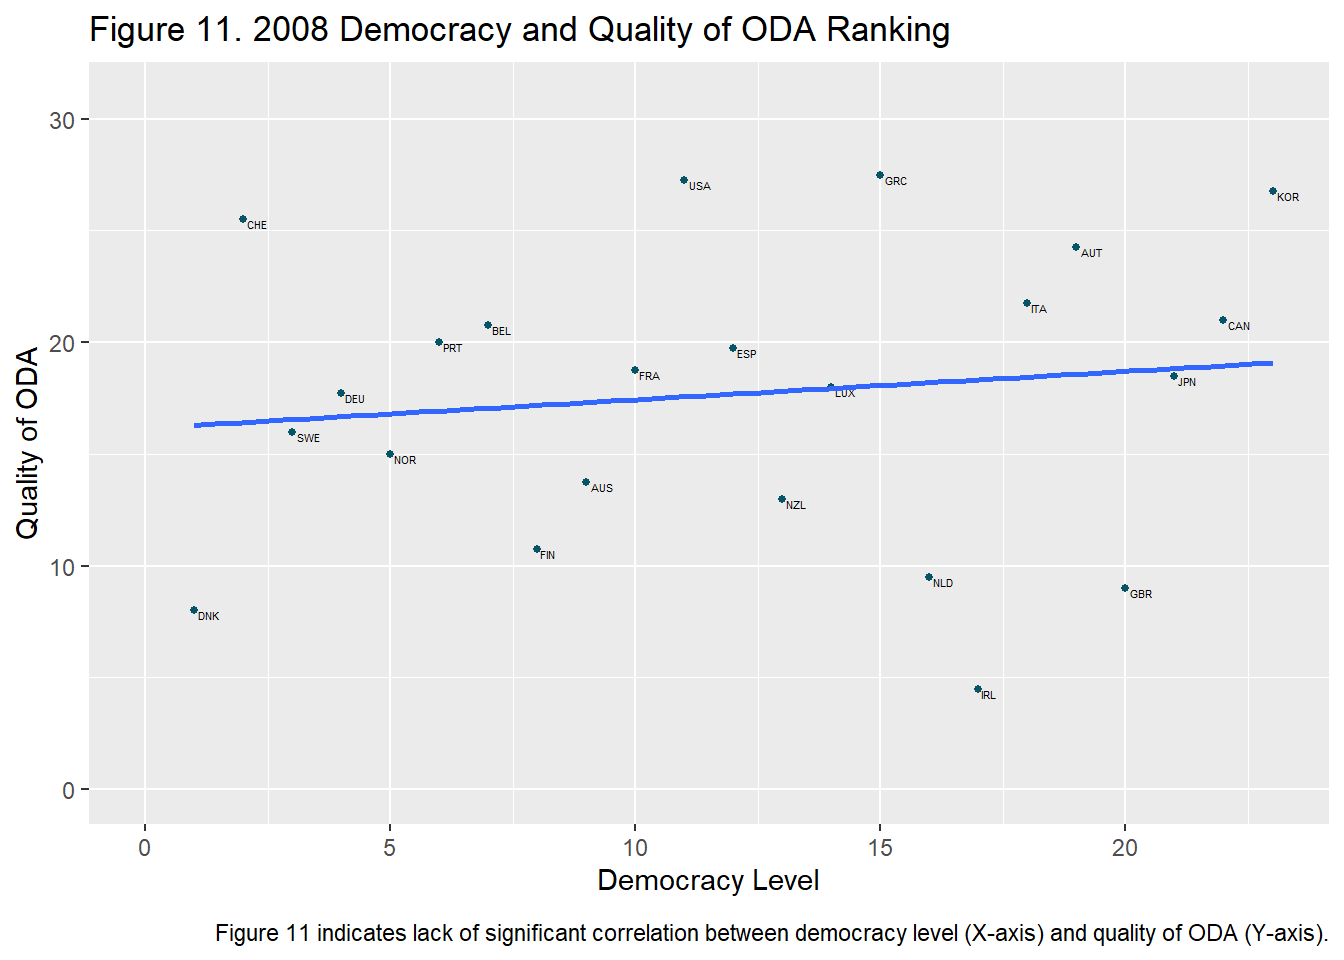 Figure 11. 2008 Democracy and Quality of ODA Ranking
30
USA
GRC
KOR
CHE
AUT
ITA
CAN
BEL
20
PRT
ESP
FRA
JPN
LUX
DEU
SWE
NOR
AUS
NZL
FIN
10
NLD
GBR
DNK
IRL
0
Quality of ODA
0 5 10 15 20
Democracy Level
Figure 11 indicates lack of significant correlation between democracy level (X-axis) and quality of ODA (Y-axis).